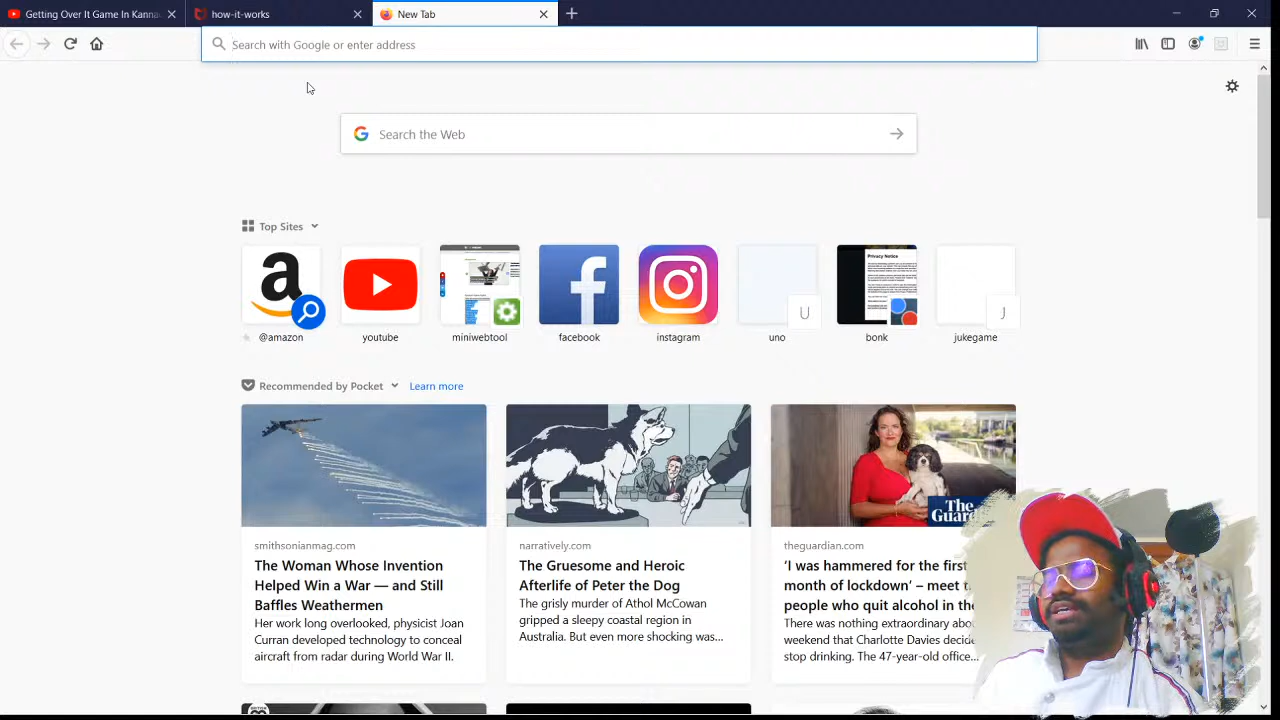 Getting Over It Game In Kanna
how-it-works
New Tab
Search with Google or enter address
Search the Web
Top Sites
@amazon
youtube
miniwebtool
facebook
instagram
U
uno
Privacy Notice
bonk
J
jukegame
Recommended by Pocket
Learn more
smithsonianmag.com
The Woman Whose Invention
Helped Win a War — and Still
Baffles Weathermen
Her work long overlooked, physicist Joan
Curran developed technology to conceal
aircraft from radar during World War II.
narratively.com
The Gruesome and Heroic
Afterlife of Peter the Dog
The grisly murder of Athol McCowan
gripped a sleepy coastal region in
Australia. But even more shocking was...
The
Guar
theguardian.com
‘I was hammered for the first
month of lockdown’ – meet t
people who quit alcohol in the
There was nothing extraordinary abo
weekend that Charlotte Davies decide
stop drinking. The 47-year-old office...